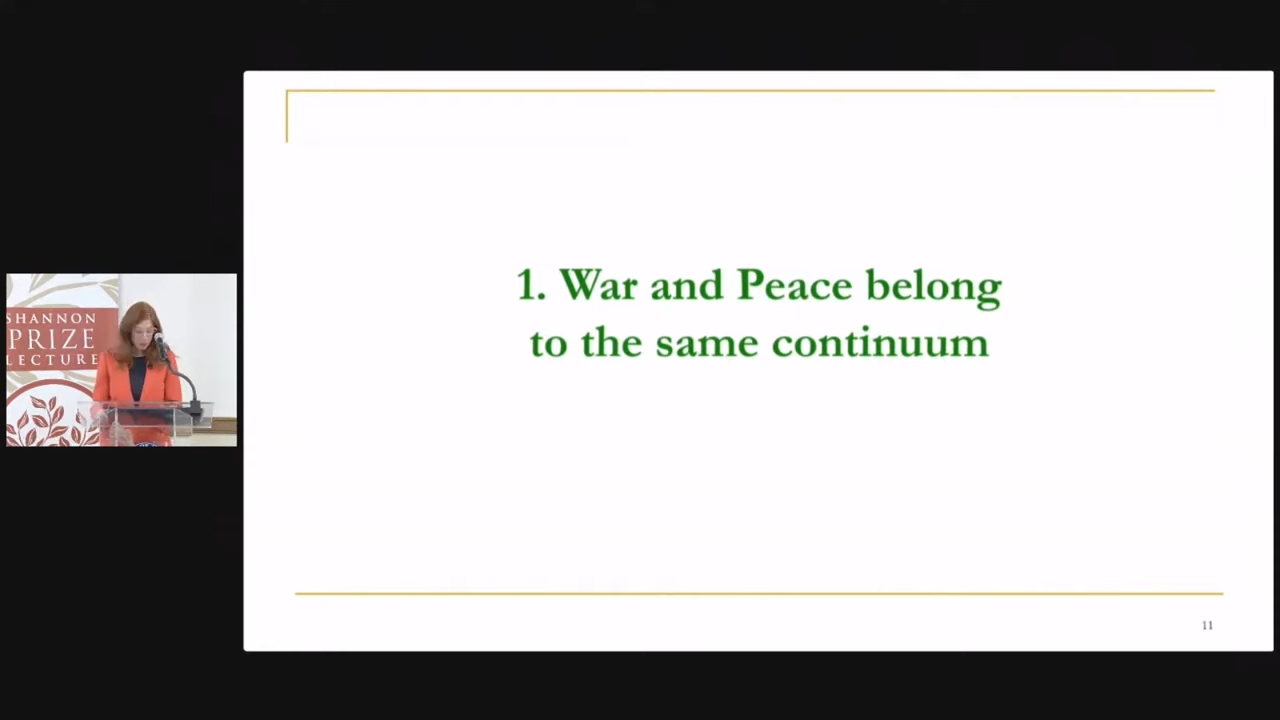 SHANNON
PRIZE
LECTURE
1. War and Peace belong
to the same continuum
11